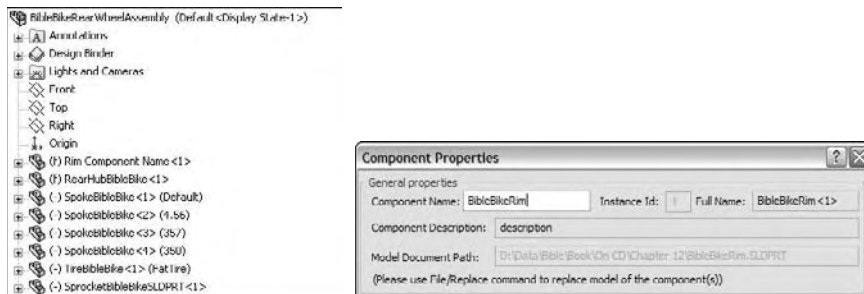 BibleBikeRearWheelAssembly (Default<Display State-1>)
Annotations
Design Binder
Lights and Cameras
Front
Top
Right
Origin
(f) Rim Component Name<1>
(f) RearHubBibleBike<1>
(-) SpokeBibleBike<1> (Default)
(-) SpokeBibleBike<2> (4.56)
(-) SpokeBibleBike<3> (357)
(-) SpokeBibleBike<4> (350)
(-) TireBibleBike<1> (FatTire)
(-) SprocketBibleBikeSLDPRT<1>
Component Properties
General properties
Component Name: BibleBikeRim Instance Id: 1 Full Name: BibleBikeRim<1>
Component Description: description
Model Document Path: D:\Data\Bible\Book\On CD\Chapter 12\BibleBikeRim.SLDPRT
(Please use File/Replace command to replace model of the component(s))